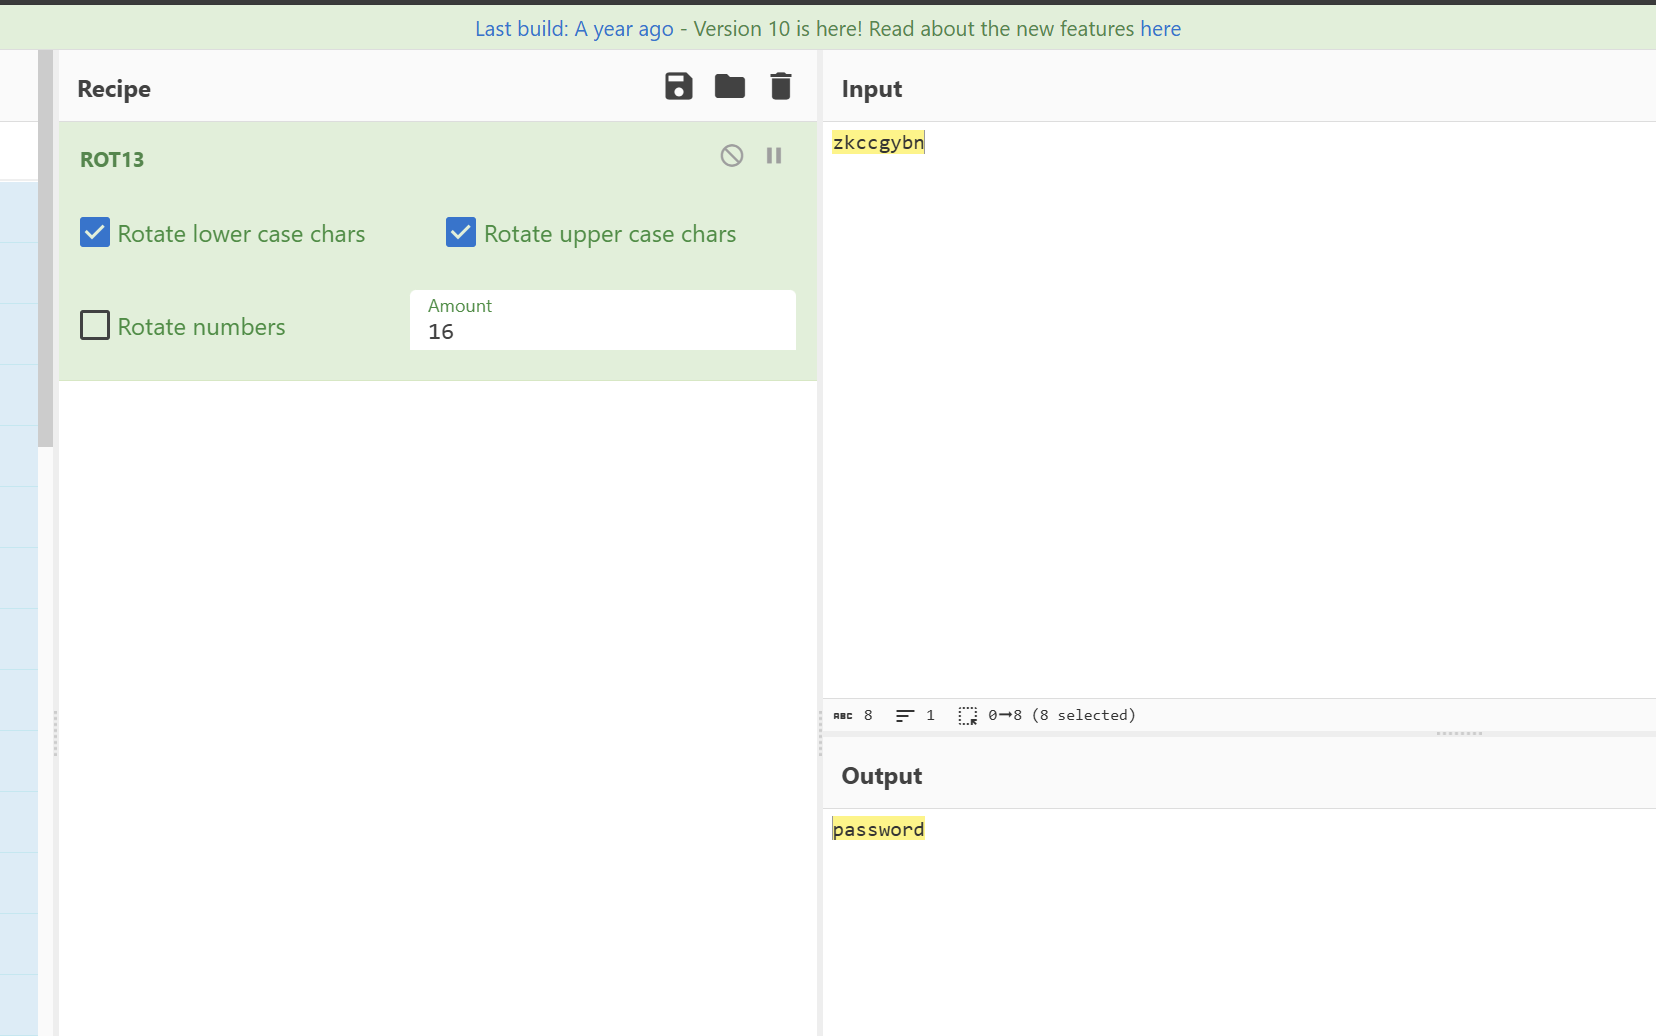 Last build: A year ago - Version 10 is here! Read about the new features here
Recipe
ROT13
Rotate lower case chars
Rotate upper case chars
Rotate numbers
Amount
16
Input
zkccgybn
ABC 8 1 0→8 (8 selected)
Output
password